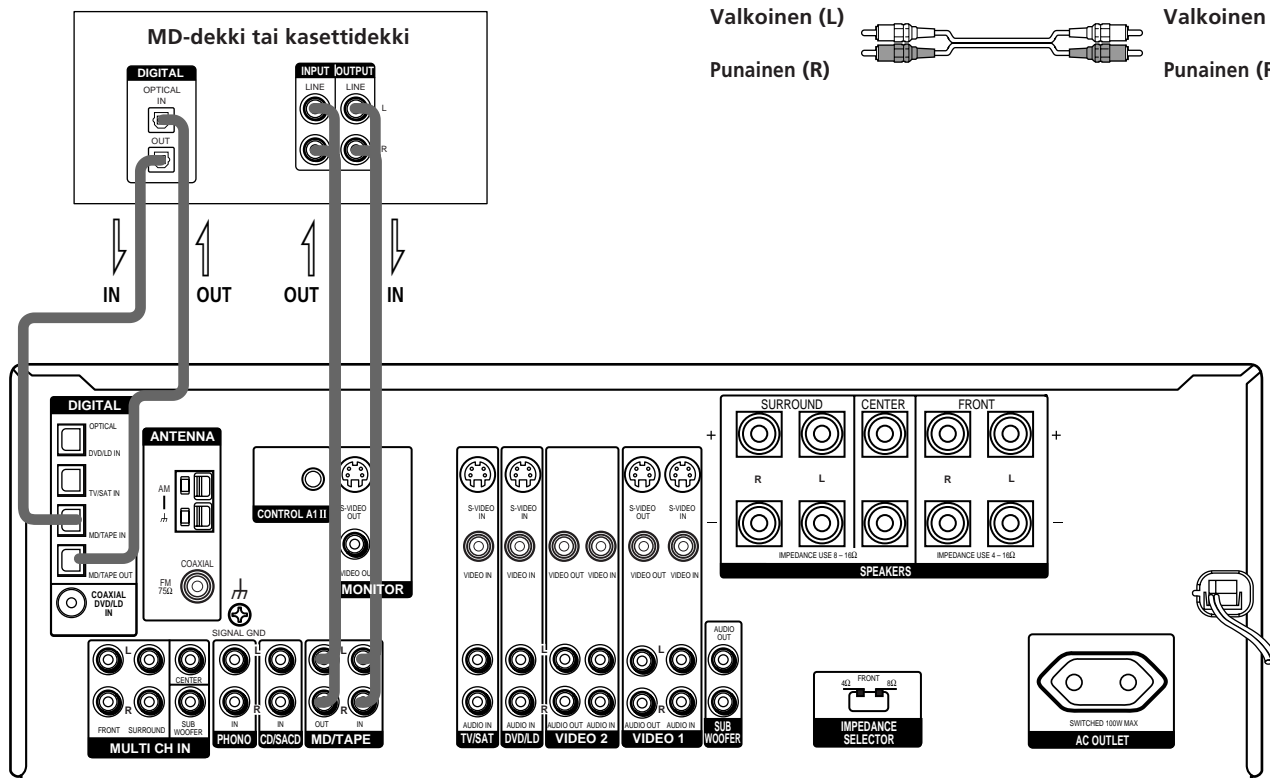 MD-dekki tai kasettidekki
DIGITAL
OPTICAL
IN
OUT
INPUT OUTPUT
LINE LINE
L
R
Valkoinen (L)
Valkoinen
Punainen (R)
Punainen (R
IN
OUT
OUT
IN
DIGITAL
OPTICAL
DVD/LD IN
TV/SAT IN
MD/TAPE IN
MD/TAPE OUT
COAXIAL
DVD/LD
IN
ANTENNA
AM
COAXIAL
FM
75Ω
SIGNAL GND
CONTROL A1 II
S-VIDEO
OUT
VIDEO OUT
MONITOR
S-VIDEO
IN
VIDEO IN
AUDIO IN
TV/SAT
S-VIDEO
IN
VIDEO IN
AUDIO IN
DVD/LD
VIDEO OUT VIDEO IN
L
R
AUDIO OUT AUDIO IN
VIDEO 2
S-VIDEO
OUT
S-VIDEO
IN
VIDEO OUT VIDEO IN
L
R
AUDIO OUT AUDIO IN
VIDEO 1
AUDIO
OUT
SUB
WOOFER
SURROUND CENTER FRONT
+ +
R L R L
– –
IMPEDANCE USE 8 – 16Ω IMPEDANCE USE 4 – 16Ω
SPEAKERS
L
CENTER
R
FRONT SURROUND SUB
WOOFER
MULTI CH IN
L
R
IN
PHONO
IN
CD/SACD
L
R
OUT IN
MD/TAPE
FRONT
4Ω 8Ω
IMPEDANCE
SELECTOR
SWITCHED 100W MAX
AC OUTLET